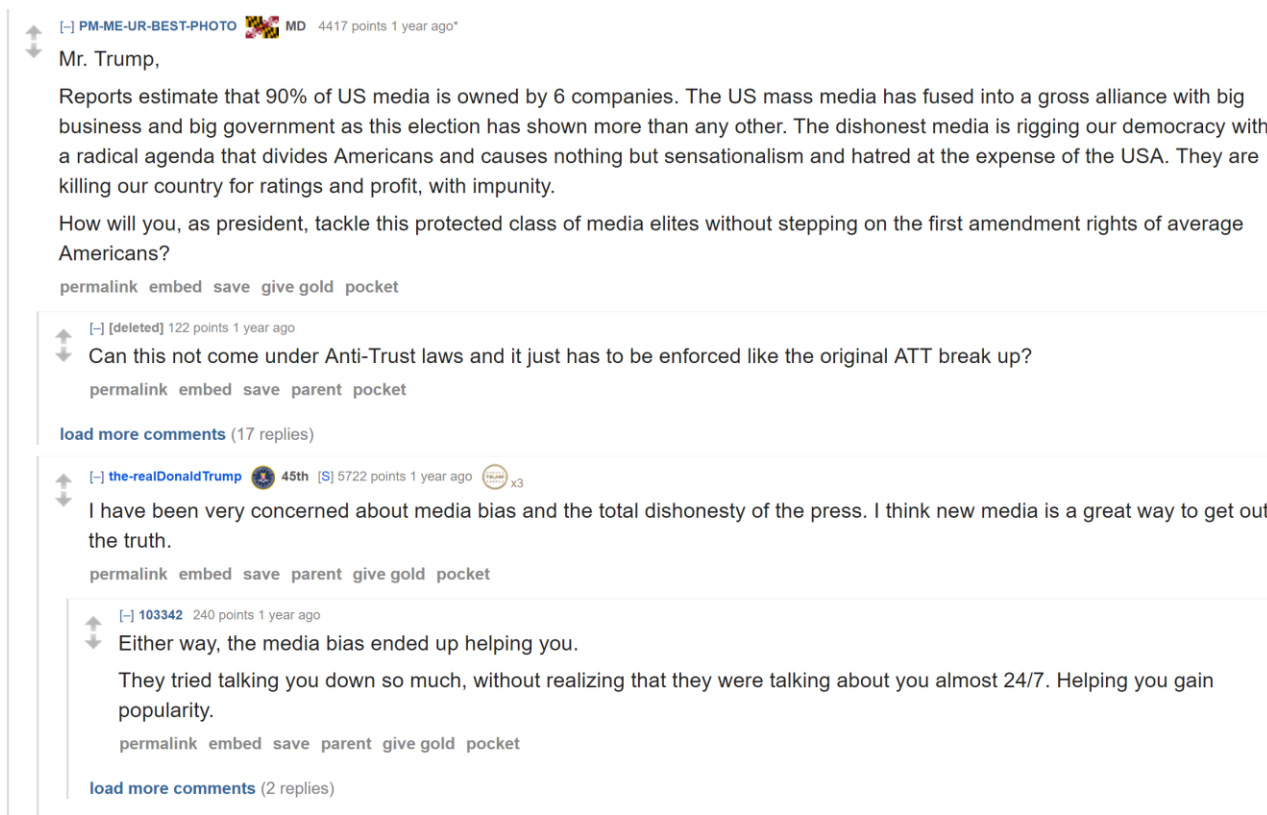 [–] PM-ME-UR-BEST-PHOTO MD 4417 points 1 year ago*
Mr. Trump,
Reports estimate that 90% of US media is owned by 6 companies. The US mass media has fused into a gross alliance with big
business and big government as this election has shown more than any other. The dishonest media is rigging our democracy with
a radical agenda that divides Americans and causes nothing but sensationalism and hatred at the expense of the USA. They are
killing our country for ratings and profit, with impunity.
How will you, as president, tackle this protected class of media elites without stepping on the first amendment rights of average
Americans?
permalink embed save give gold pocket
[–] [deleted] 122 points 1 year ago
Can this not come under Anti-Trust laws and it just has to be enforced like the original ATT break up?
permalink embed save parent pocket
load more comments (17 replies)
[–] the-realDonaldTrump 45th [S] 5722 points 1 year ago x3
I have been very concerned about media bias and the total dishonesty of the press. I think new media is a great way to get out
the truth.
permalink embed save parent give gold pocket
[–] 103342 240 points 1 year ago
Either way, the media bias ended up helping you.
They tried talking you down so much, without realizing that they were talking about you almost 24/7. Helping you gain
popularity.
permalink embed save parent give gold pocket
load more comments (2 replies)